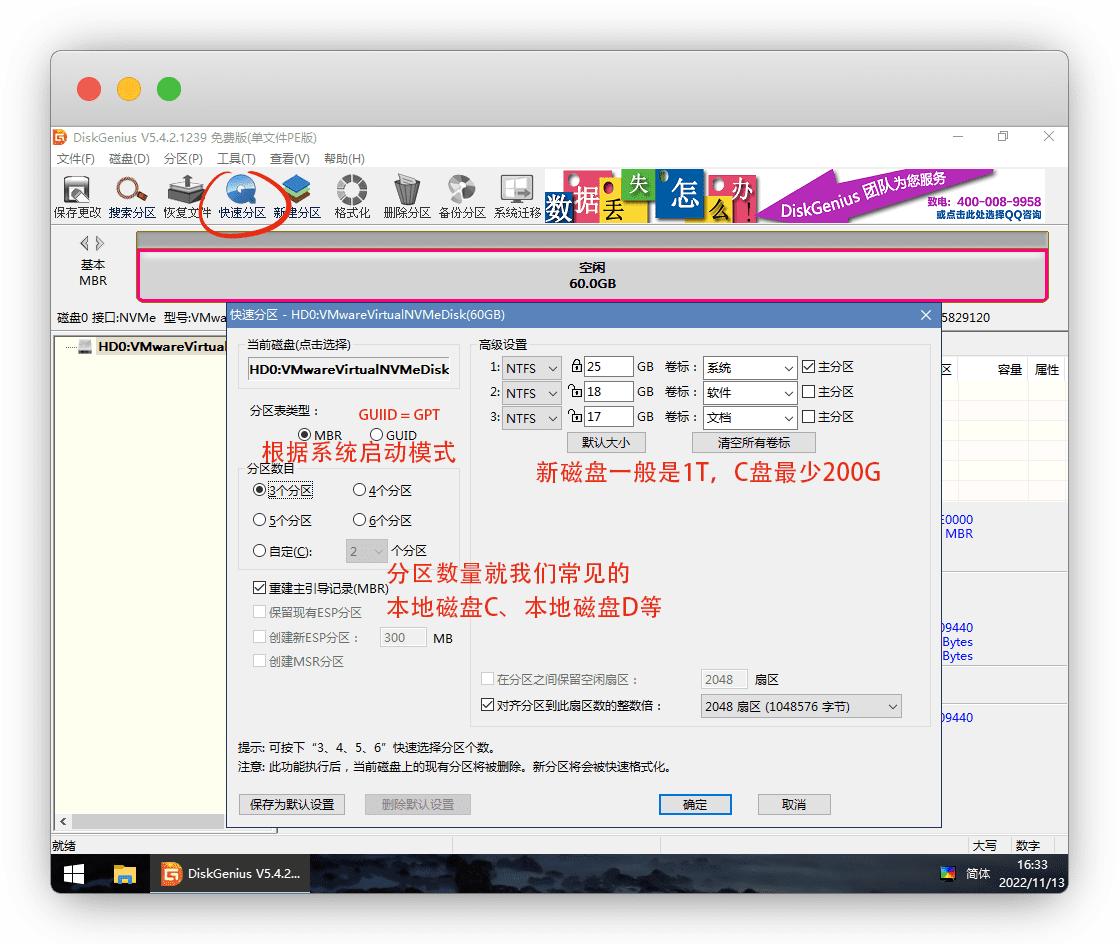 DiskGenius V5.4.2.1239 免费版(单文件PE版)
文件(F) 磁盘(D) 分区(P) 工具(T) 查看(V) 帮助(H)
保存更改 搜索分区 恢复文件 快速分区 新建分区 格式化 删除分区 备份分区 系统迁移
数据丢失怎么办!
DiskGenius 团队为您服务
致电: 400-008-9958
或点击此处选择QQ咨询
基本
MBR
空闲
60.0GB
磁盘0 接口:NVMe 型号:VMwa
5829120
HD0:VMwareVirtual
快速分区 - HD0:VMwareVirtualNVMeDisk(60GB)
当前磁盘(点击选择)
HD0:VMwareVirtualNVMeDisk
分区表类型：
GUIID = GPT
MBR GUID
根据系统启动模式
分区数目
3个分区 4个分区
5个分区 6个分区
自定(C): 2 个分区
分区数量就我们常见的
本地磁盘C、本地磁盘D等
重建主引导记录(MBR)
保留现有ESP分区
创建新ESP分区： 300 MB
创建MSR分区
高级设置
1: NTFS 25 GB 卷标： 系统 主分区
2: NTFS 18 GB 卷标： 软件 主分区
3: NTFS 17 GB 卷标： 文档 主分区
默认大小 清空所有卷标
新磁盘一般是1T，C盘最少200G
在分区之间保留空闲扇区： 2048 扇区
对齐分区到此扇区数的整数倍： 2048 扇区 (1048576 字节)
提示: 可按下“3、4、5、6”快速选择分区个数。
注意: 此功能执行后，当前磁盘上的现有分区将被删除。新分区将会被快速格式化。
保存为默认设置 删除默认设置 确定 取消
区 容量 属性
E0000
MBR
09440
Bytes
Bytes
09440
就绪
大写 数字
DiskGenius V5.4.2...
简体
16:33
2022/11/13